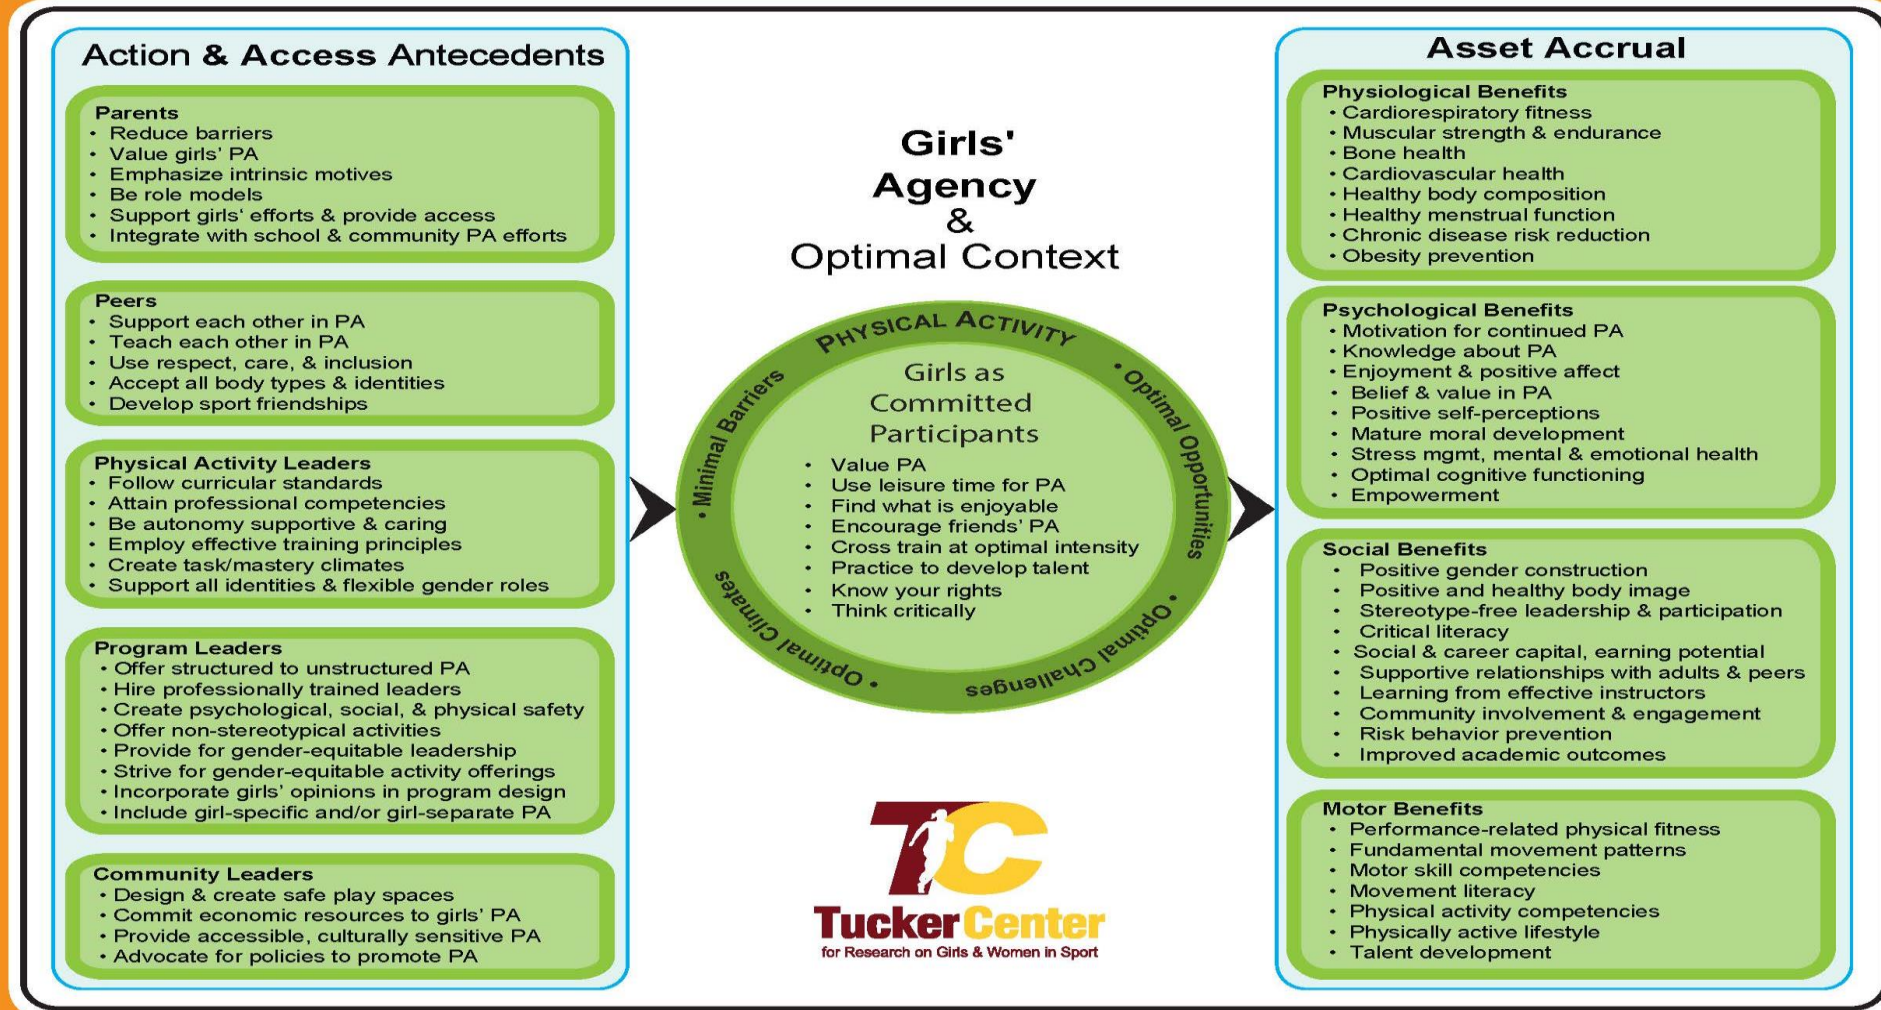 Action & Access Antecedents
Parents
• Reduce barriers
• Value girls' PA
• Emphasize intrinsic motives
• Be role models
• Support girls' efforts & provide access
• Integrate with school & community PA efforts
Peers
• Support each other in PA
• Teach each other in PA
• Use respect, care, & inclusion
• Accept all body types & identities
• Develop sport friendships
Physical Activity Leaders
• Follow curricular standards
• Attain professional competencies
• Be autonomy supportive & caring
• Employ effective training principles
• Create task/mastery climates
• Support all identities & flexible gender roles
Program Leaders
• Offer structured to unstructured PA
• Hire professionally trained leaders
• Create psychological, social, & physical safety
• Offer non-stereotypical activities
• Provide for gender-equitable leadership
• Strive for gender-equitable activity offerings
• Incorporate girls' opinions in program design
• Include girl-specific and/or girl-separate PA
Community Leaders
• Design & create safe play spaces
• Commit economic resources to girls' PA
• Provide accessible, culturally sensitive PA
• Advocate for policies to promote PA
Girls'
Agency
&
Optimal Context
PHYSICAL ACTIVITY
• Optimal Opportunities
• Optimal Challenges
• Optimal Climates
• Minimal Barriers
Girls as
Committed
Participants
• Value PA
• Use leisure time for PA
• Find what is enjoyable
• Encourage friends' PA
• Cross train at optimal intensity
• Practice to develop talent
• Know your rights
• Think critically
TC
TuckerCenter
for Research on Girls & Women in Sport
Asset Accrual
Physiological Benefits
• Cardiorespiratory fitness
• Muscular strength & endurance
• Bone health
• Cardiovascular health
• Healthy body composition
• Healthy menstrual function
• Chronic disease risk reduction
• Obesity prevention
Psychological Benefits
• Motivation for continued PA
• Knowledge about PA
• Enjoyment & positive affect
• Belief & value in PA
• Positive self-perceptions
• Mature moral development
• Stress mgmt, mental & emotional health
• Optimal cognitive functioning
• Empowerment
Social Benefits
• Positive gender construction
• Positive and healthy body image
• Stereotype-free leadership & participation
• Critical literacy
• Social & career capital, earning potential
• Supportive relationships with adults & peers
• Learning from effective instructors
• Community involvement & engagement
• Risk behavior prevention
• Improved academic outcomes
Motor Benefits
• Performance-related physical fitness
• Fundamental movement patterns
• Motor skill competencies
• Movement literacy
• Physical activity competencies
• Physically active lifestyle
• Talent development